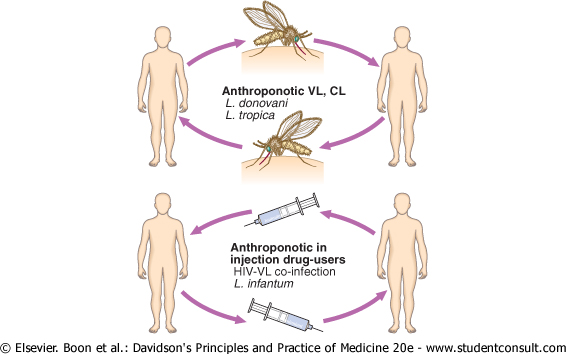 Anthroponotic VL, CL
L. donovani
L. tropica
Anthroponotic in
injection drug-users
HIV-VL co-infection
L. infantum
© Elsevier. Boon et al.: Davidson's Principles and Practice of Medicine 20e - www.studentconsult.com